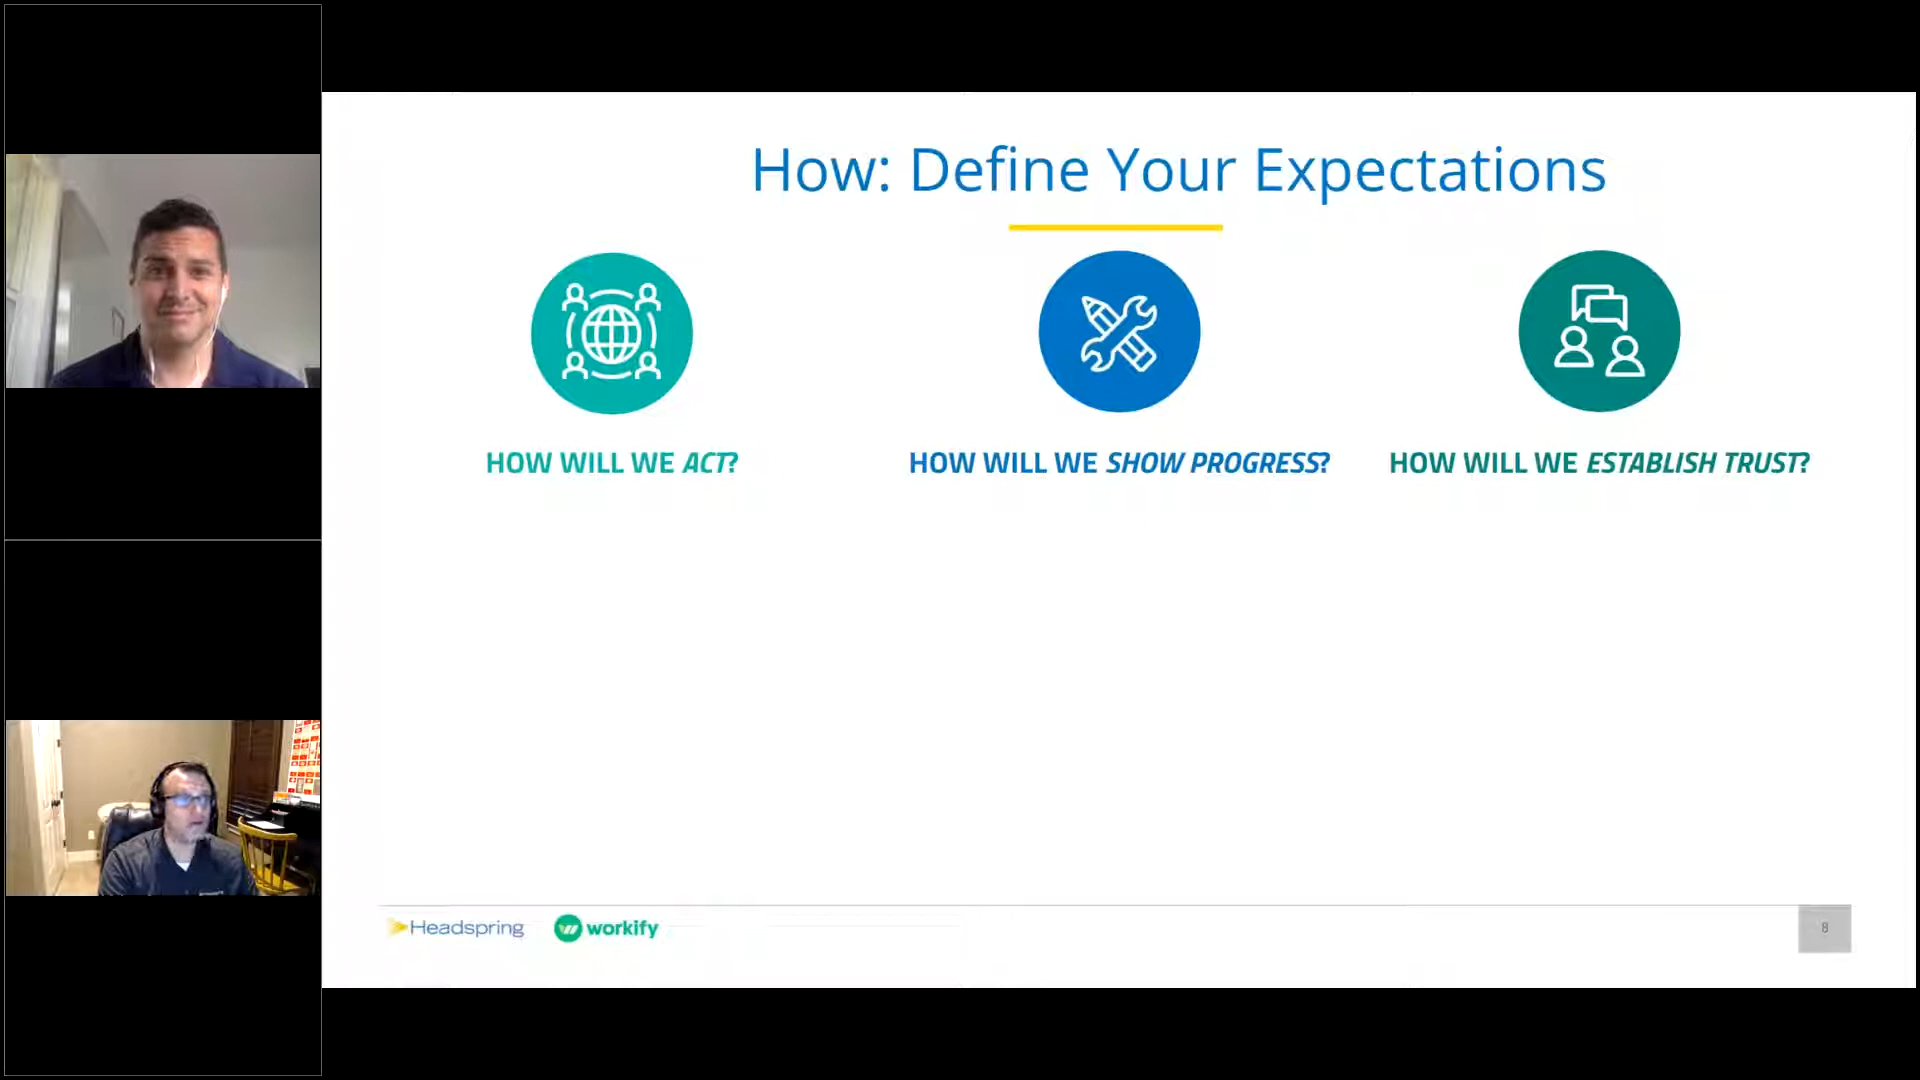 How: Define Your Expectations
HOW WILL WE ACT?
HOW WILL WE SHOW PROGRESS?
HOW WILL WE ESTABLISH TRUST?
Headspring
workify
8